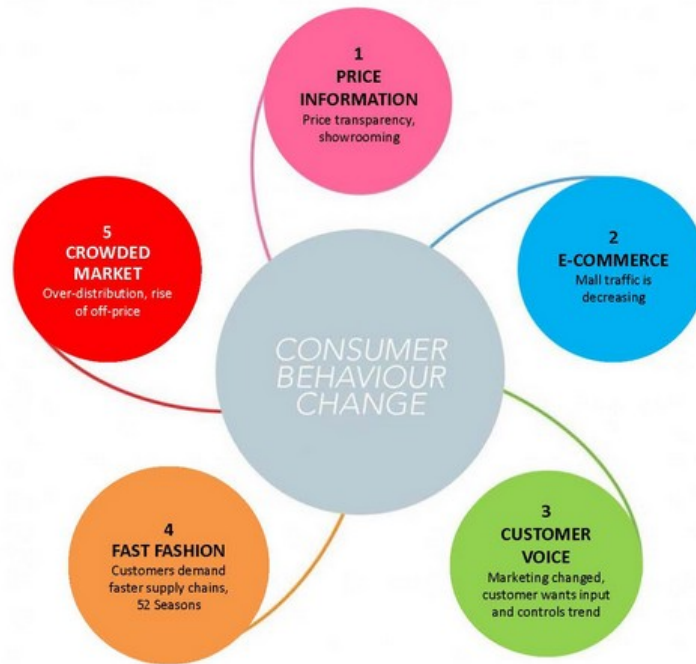 1
PRICE
INFORMATION
Price transparency,
showrooming
2
E-COMMERCE
Mall traffic is
decreasing
3
CUSTOMER
VOICE
Marketing changed,
customer wants input
and controls trend
4
FAST FASHION
Customers demand
faster supply chains,
52 Seasons
5
CROWDED
MARKET
Over-distribution, rise
of off-price
CONSUMER
BEHAVIOUR
CHANGE